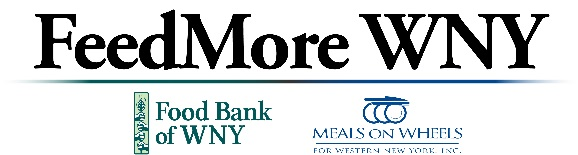 FeedMore WNY
Food Bank
of WNY
MEALS ON WHEELS
FOR WESTERN NEW YORK, INC.